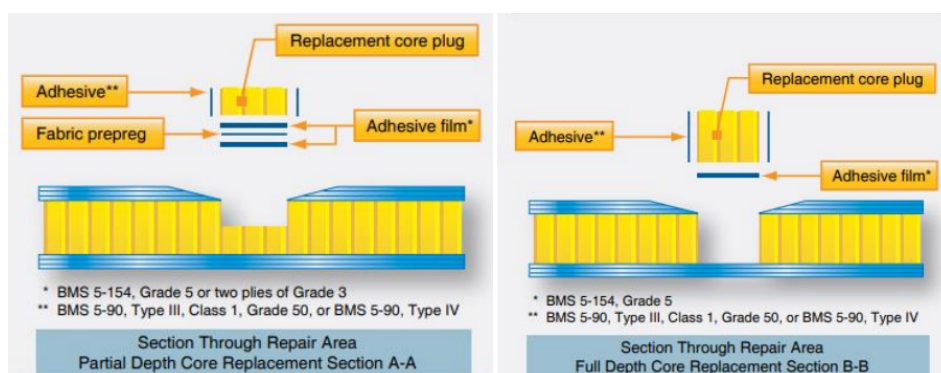 Replacement core plug
Adhesive**
Fabric prepreg
Adhesive film*
* BMS 5-154, Grade 5 or two plies of Grade 3
** BMS 5-90, Type III, Class 1, Grade 50, or BMS 5-90, Type IV
Section Through Repair Area
Partial Depth Core Replacement Section A-A
Replacement core plug
Adhesive**
Adhesive film*
* BMS 5-154, Grade 5
** BMS 5-90, Type III, Class 1, Grade 50, or BMS 5-90, Type IV
Section Through Repair Area
Full Depth Core Replacement Section B-B